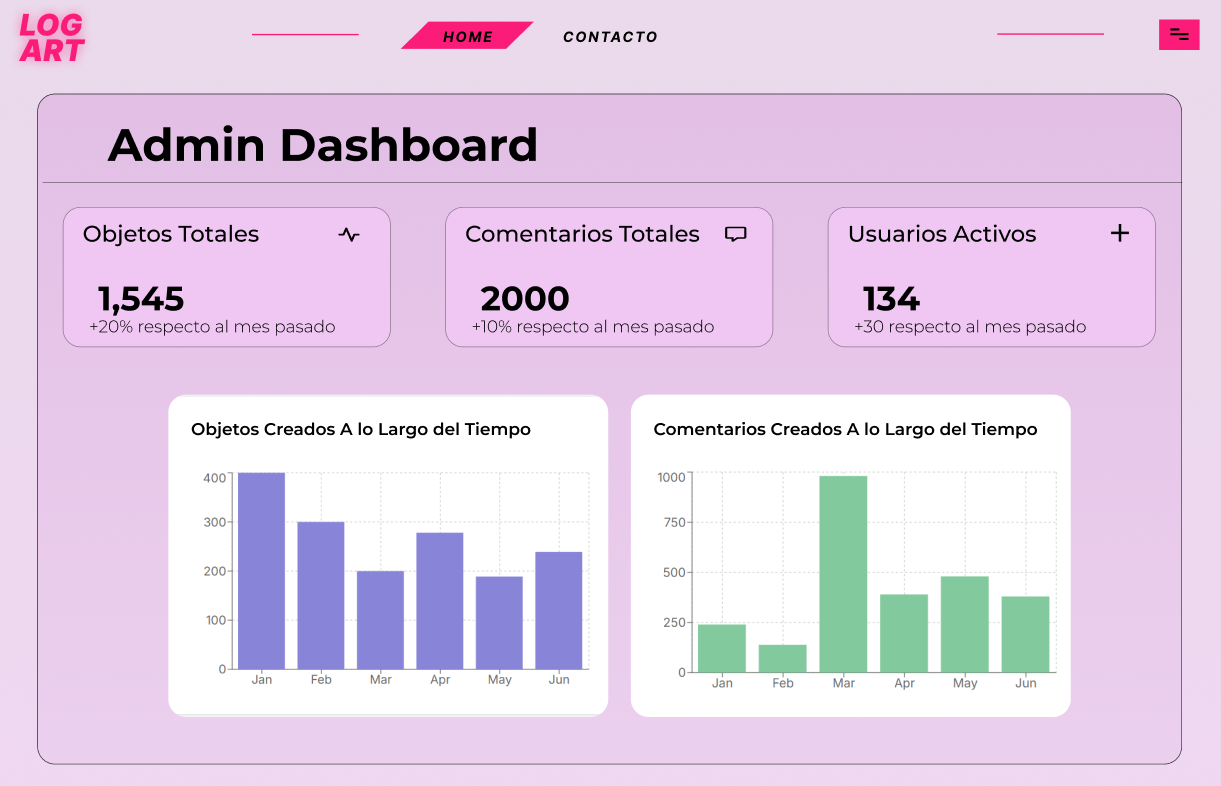 LOG
ART
HOME
CONTACTO
Admin Dashboard
Objetos Totales
1,545
+20% respecto al mes pasado
Comentarios Totales
2000
+10% respecto al mes pasado
Usuarios Activos
134
+30 respecto al mes pasado
Objetos Creados A lo Largo del Tiempo
400
300
200
100
0
Jan Feb Mar Apr May Jun
Comentarios Creados A lo Largo del Tiempo
1000
750
500
250
0
Jan Feb Mar Apr May Jun